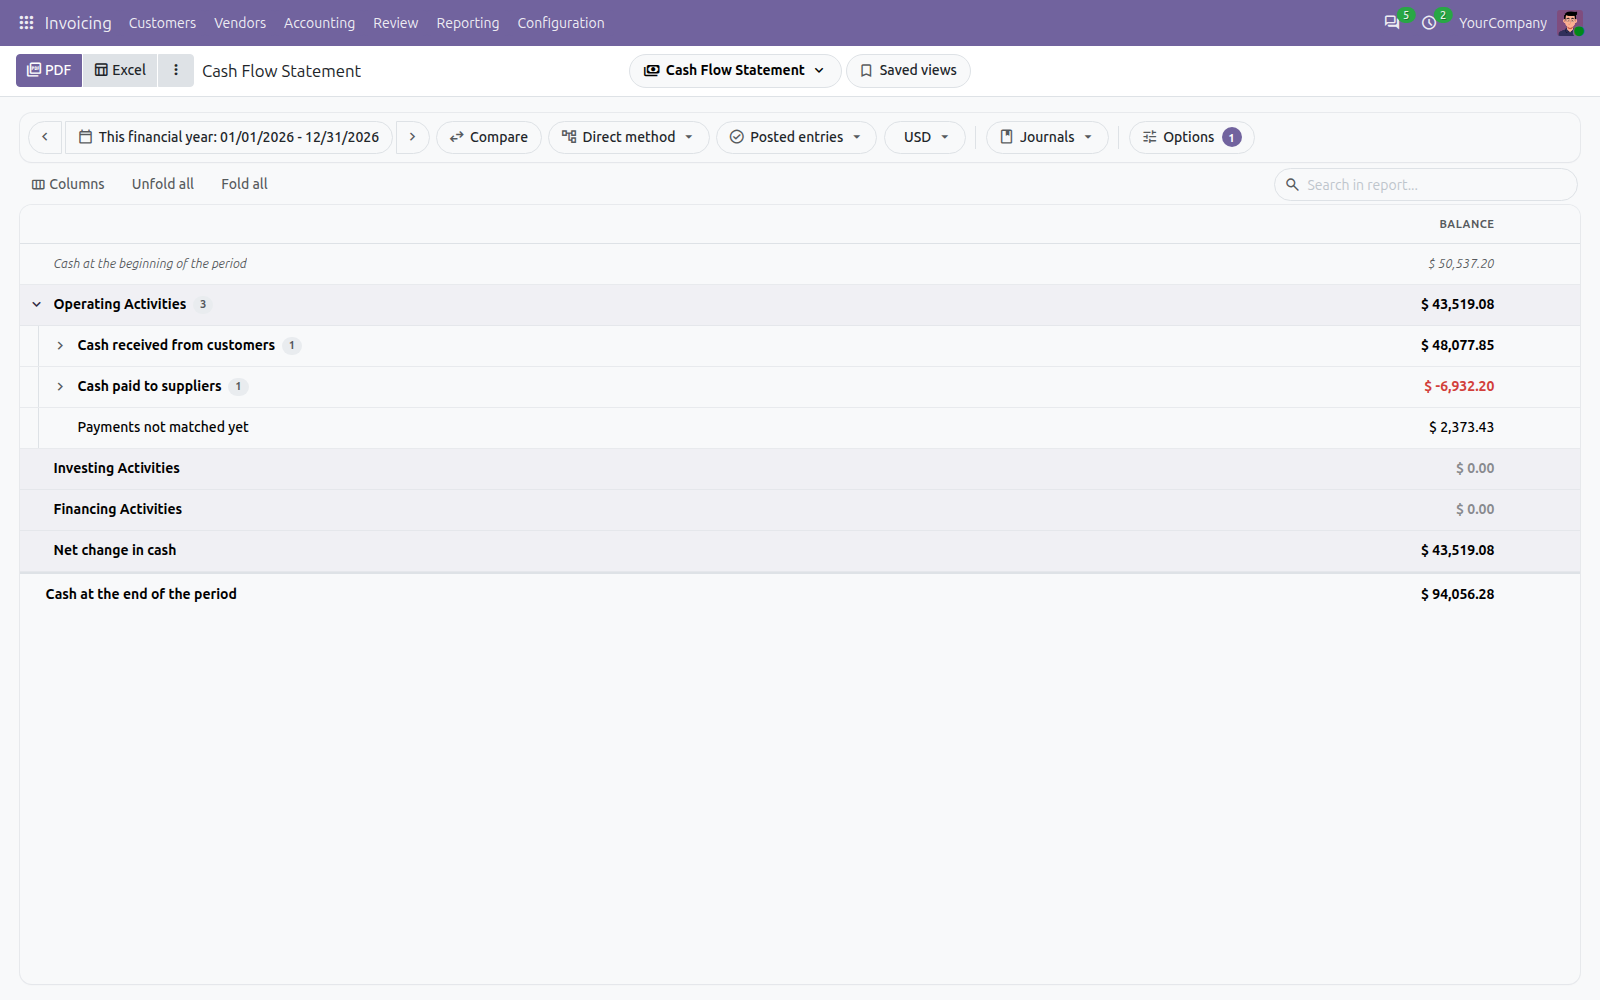 Invoicing Customers Vendors Accounting Review Reporting Configuration 5 2 YourCompany
PDF Excel Cash Flow Statement Cash Flow Statement Saved views
This financial year: 01/01/2026 - 12/31/2026 Compare Direct method Posted entries USD Journals Options 1
Columns Unfold all Fold all Search in report...
BALANCE
Cash at the beginning of the period $ 50,537.20
Operating Activities 3 $ 43,519.08
Cash received from customers 1 $ 48,077.85
Cash paid to suppliers 1 $ -6,932.20
Payments not matched yet $ 2,373.43
Investing Activities $ 0.00
Financing Activities $ 0.00
Net change in cash $ 43,519.08
Cash at the end of the period $ 94,056.28